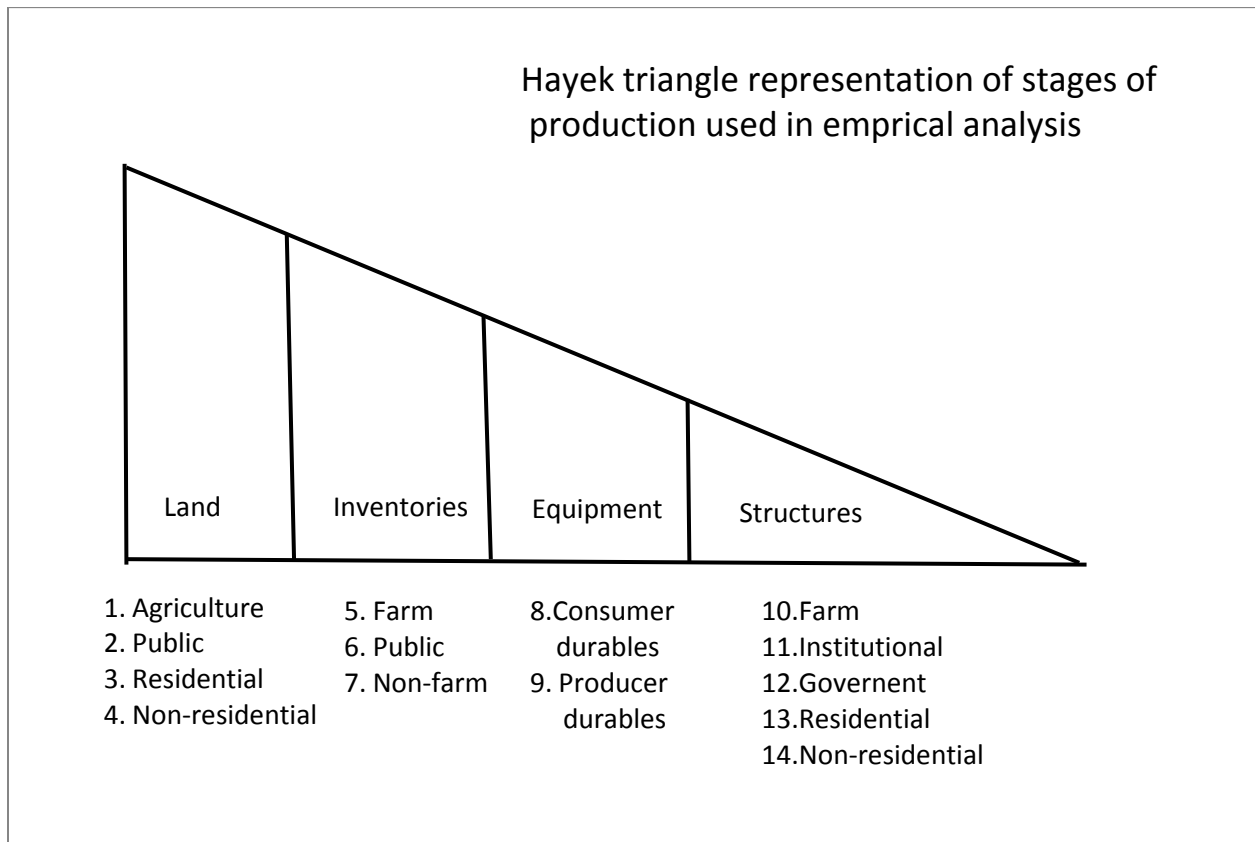 Hayek triangle representation of stages of
production used in emprical analysis
Land
Inventories
Equipment
Structures
1. Agriculture
2. Public
3. Residential
4. Non-residential
5. Farm
6. Public
7. Non-farm
8.Consumer
durables
9. Producer
durables
10.Farm
11.Institutional
12.Governent
13.Residential
14.Non-residential